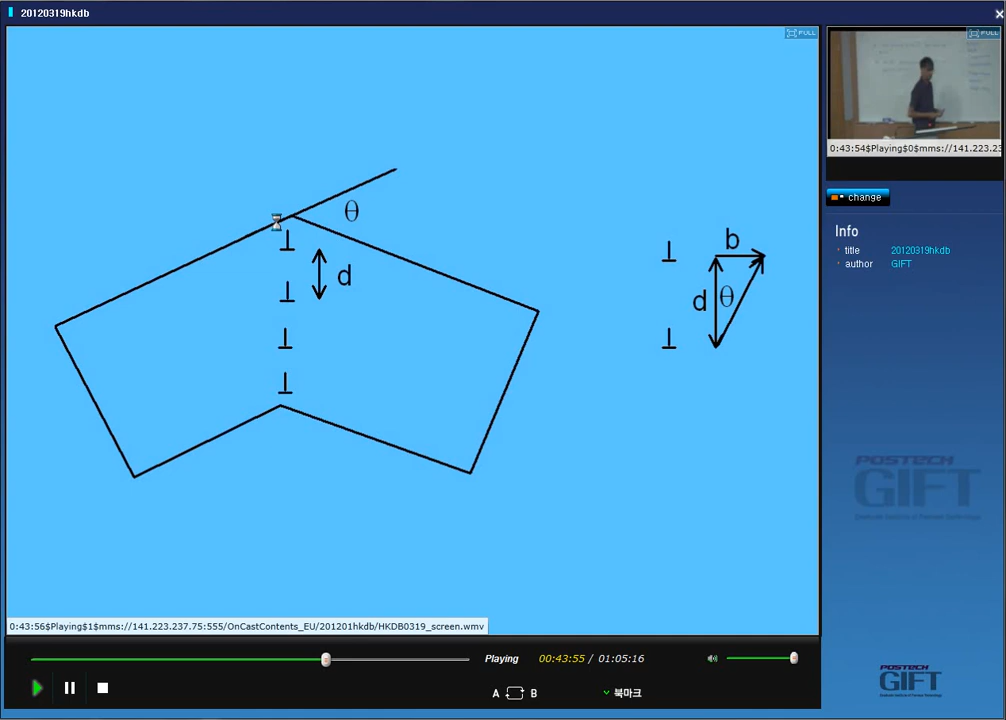 20120319hkdb
FULL
FULL
θ
⊥
d
⊥
⊥
⊥
b
⊥
d θ
⊥
0:43:54$Playing$0$mms://141.223.23
change
Info
title 20120319hkdb
author GIFT
POSTECH
GIFT
0:43:56$Playing$1$mms://141.223.237.75:555/OnCastContents_EU/201201hkdb/HKDB0319_screen.wmv
Playing 00:43:55 / 01:05:16
A B 북마크
POSTECH
GIFT